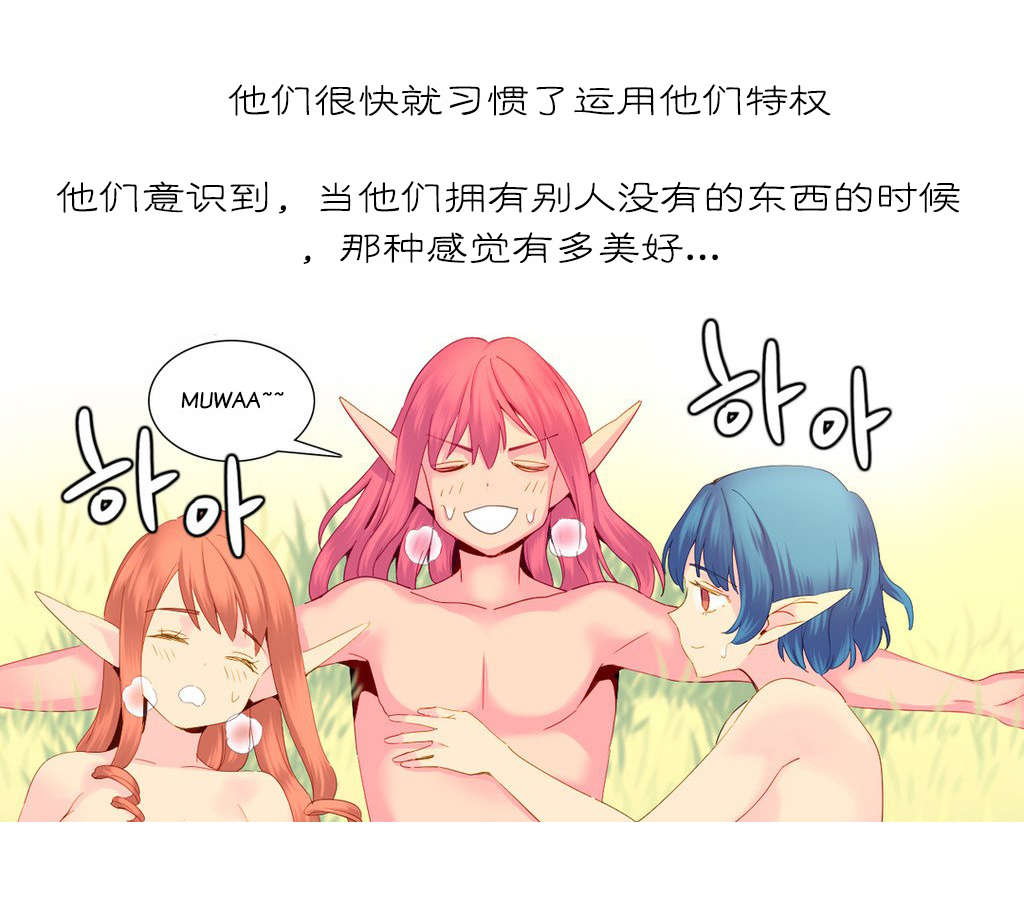 他们很快就习惯了运用他们特权
他们意识到，当他们拥有别人没有的东西的时候
，那种感觉有多美好...
MUWAA~~
하아
하아